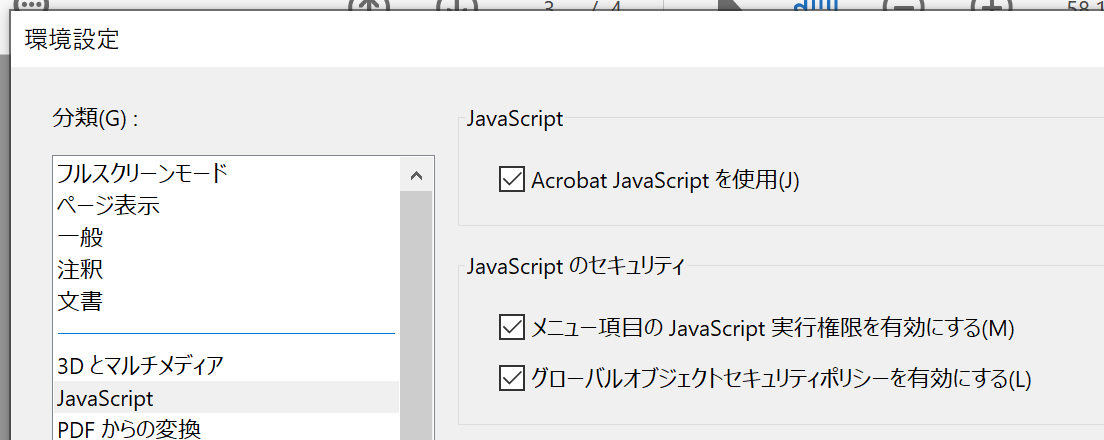 3 / 4
環境設定
分類(G) :
フルスクリーンモード
ページ表示
一般
注釈
文書
3D とマルチメディア
JavaScript
PDF からの変換
JavaScript
Acrobat JavaScript を使用(J)
JavaScript のセキュリティ
メニュー項目の JavaScript 実行権限を有効にする(M)
グローバルオブジェクトセキュリティポリシーを有効にする(L)